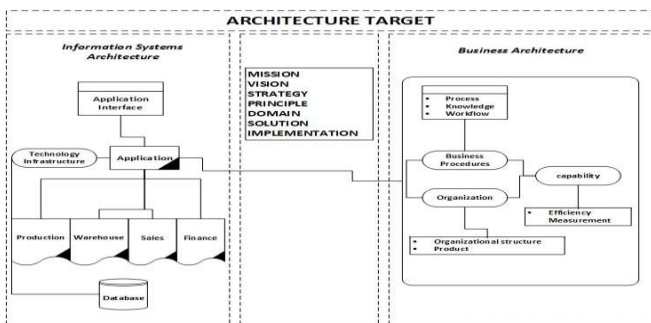 ARCHITECTURE TARGET
Information Systems
Architecture
Application
Interface
Technology
Infrastructure
Application
Production
Warehouse
Sales
Finance
Database
MISSION
VISION
STRATEGY
PRINCIPLE
DOMAIN
SOLUTION
IMPLEMENTATION
Business Architecture
• Process
• Knowledge
• Workflow
Business
Procedures
Organization
capability
• Efficiency
Measurement
• Organizational structure
• Product